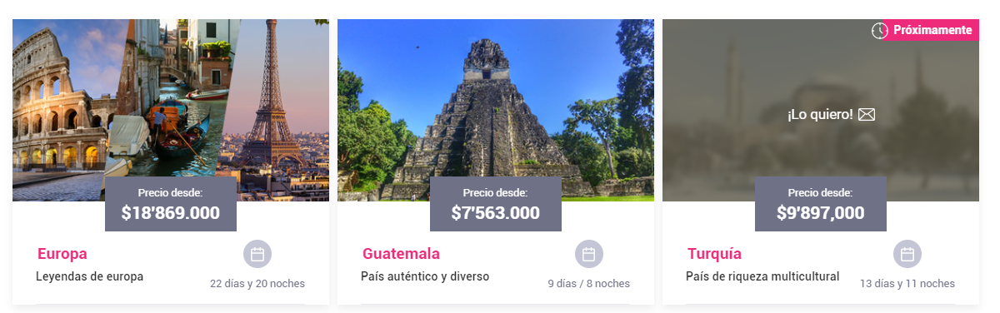 Precio desde:
$18'869.000
Europa
Leyendas de europa
22 días y 20 noches
Precio desde:
$7'563.000
Guatemala
País auténtico y diverso
9 días / 8 noches
Próximamente
¡Lo quiero!
Precio desde:
$9'897,000
Turquía
País de riqueza multicultural
13 días y 11 noches